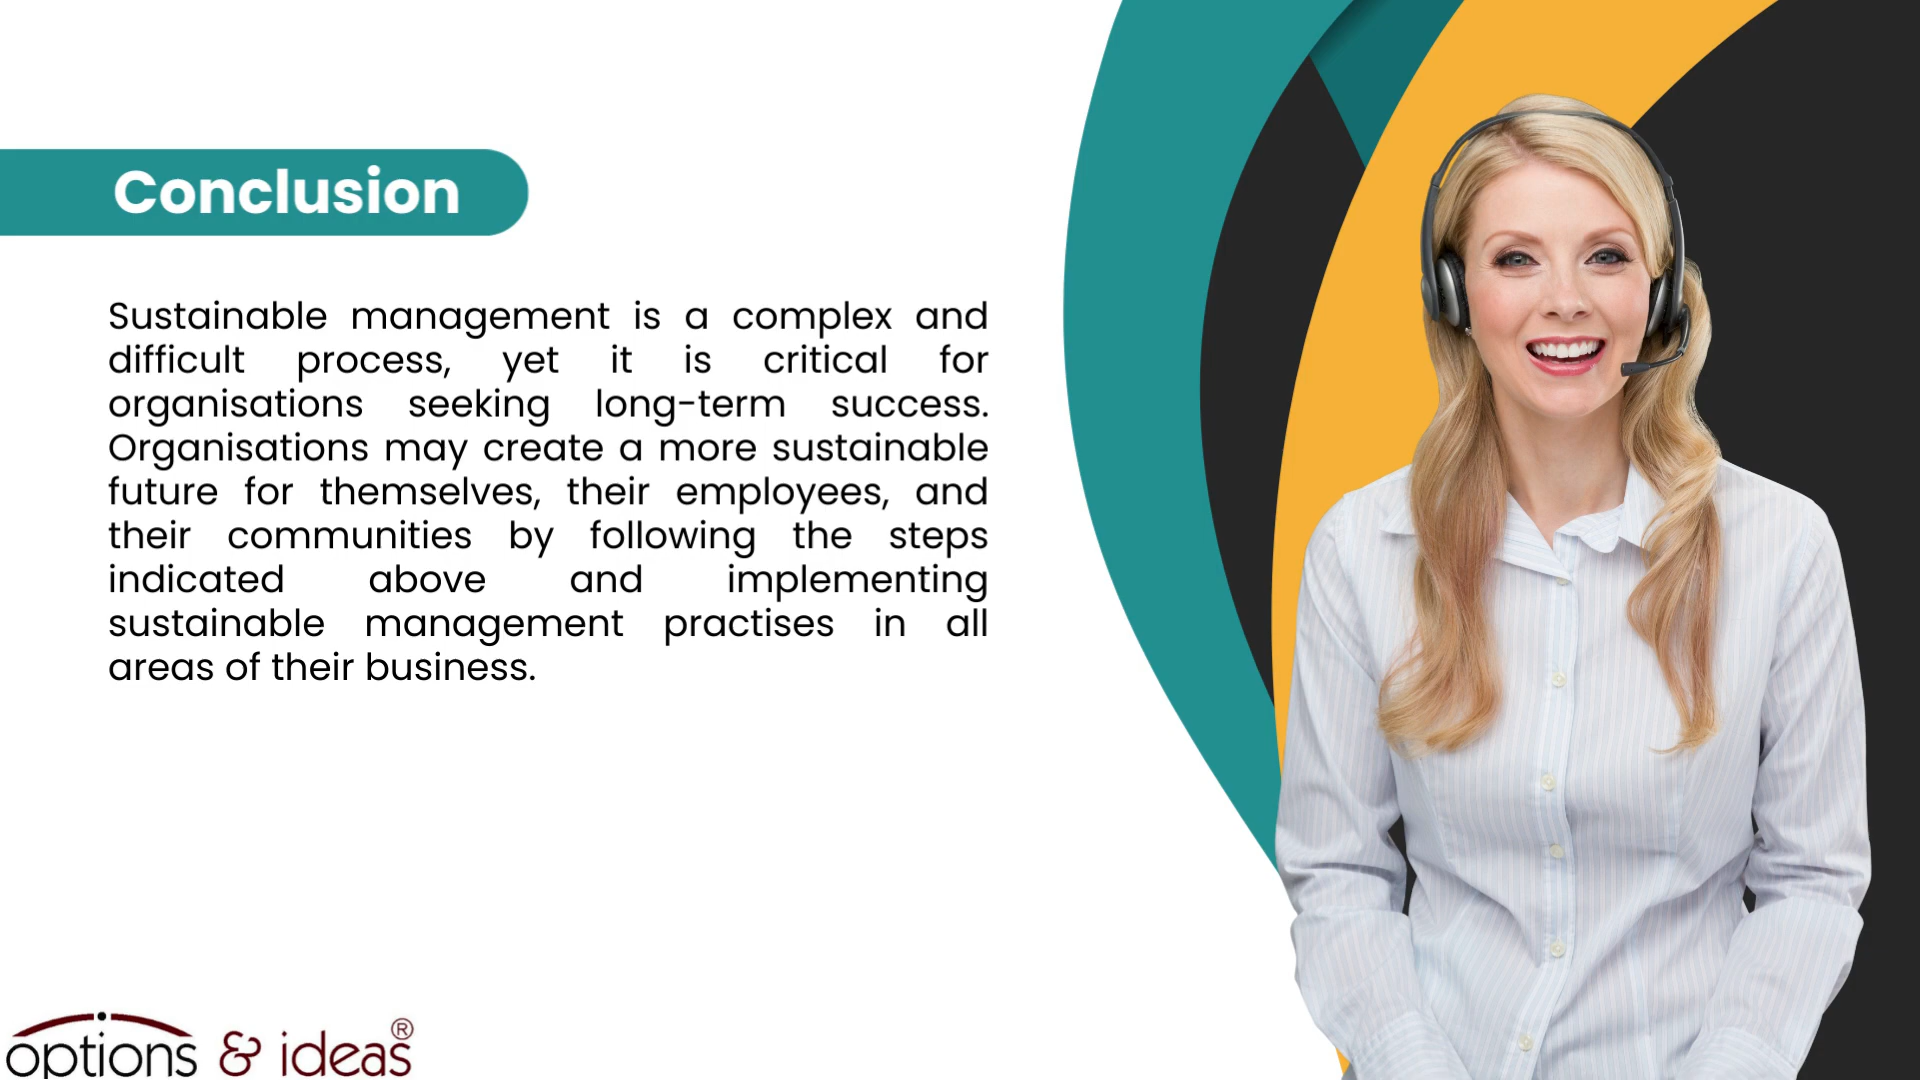 Conclusion
Sustainable management is a complex and
difficult process, yet it is critical for
organisations seeking long-term success.
Organisations may create a more sustainable
future for themselves, their employees, and
their communities by following the steps
indicated above and implementing
sustainable management practises in all
areas of their business.
options & ideas®